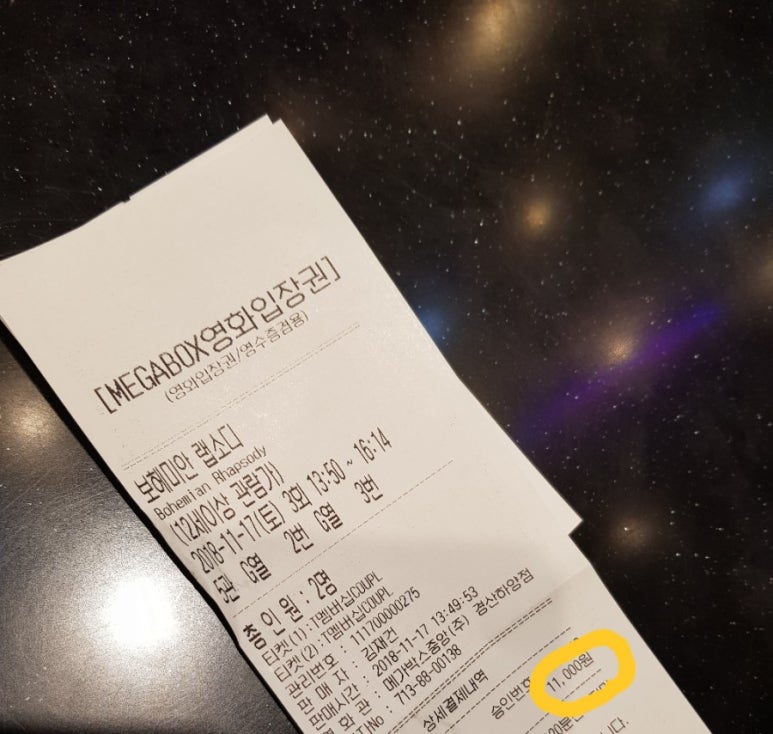 [MEGABOX영화입장권]
(영화입장권/영수증겸용)
보헤미안 랩소디
Bohemian Rhapsody
(12세이상 관람가)
2018-11-17(토) 3회 13:50 ~ 16:14
5관 G열 2번 G열 3번
총인원 : 2명
티켓(1):T멤버십COUPL
티켓(2):T멤버십COUPL
관리번호 : 111700000275
판 매 자 : 김재건
판매시간 : 2018-11-17 13:49:53
영 화 관 : 메가박스중앙(주) 경산하양점
713-88-00138
상세결제내역
11,000원
승인번호